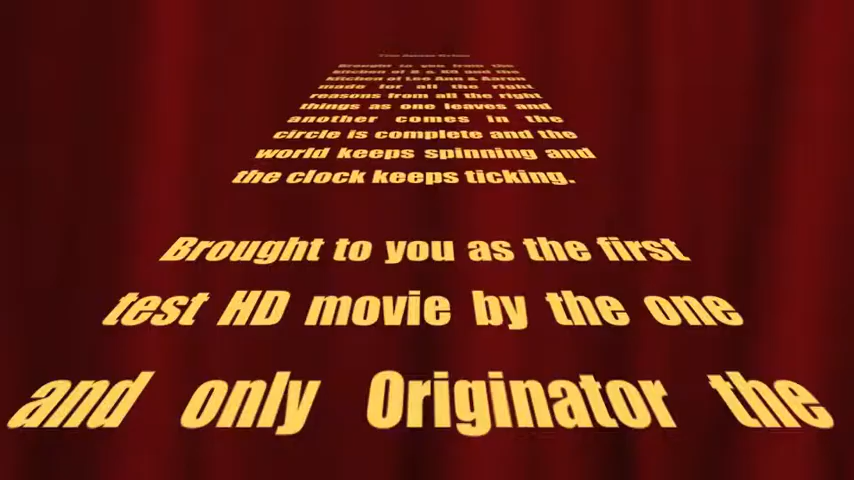 Brought to you from the
kitchen of & and the
kitchen of Lee Ann & Aaron
made for all the right
reasons from all the right
things as one leaves and
another comes in the
circle is complete and the
world keeps spinning and
the clock keeps ticking.
Brought to you as the first
test HD movie by the one
and only Originator the